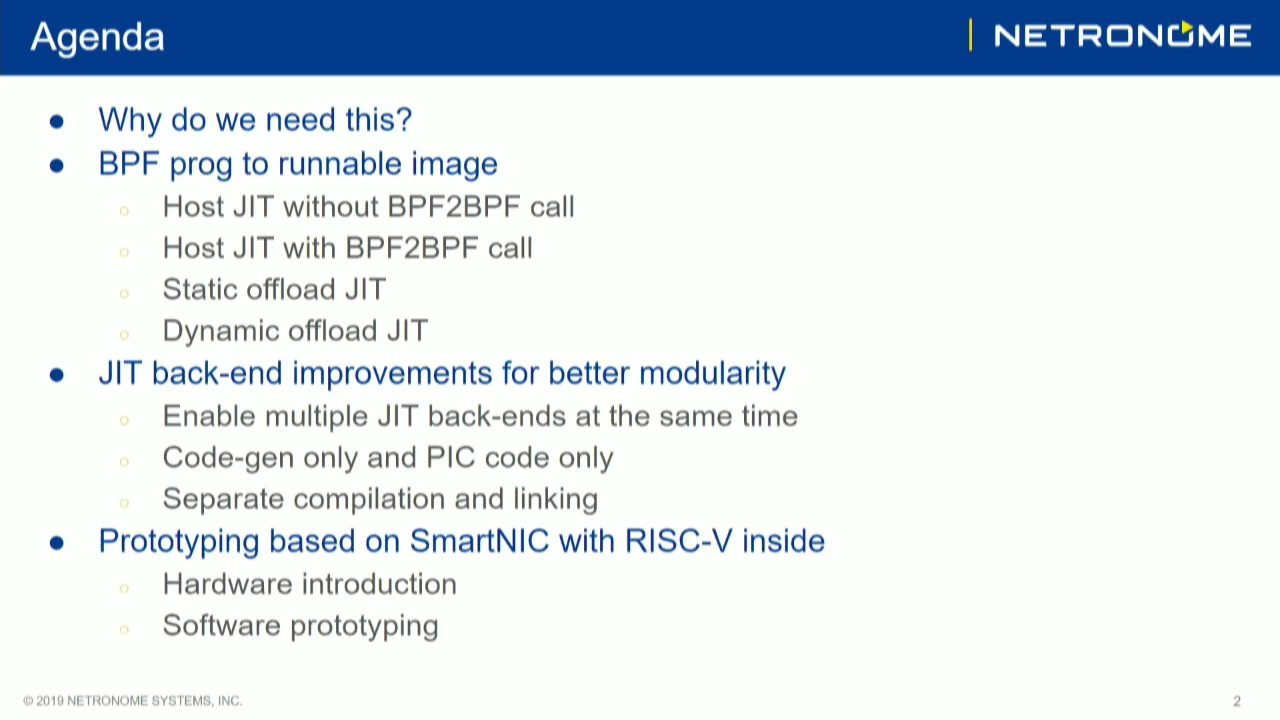 Agenda
NETRONOME
Why do we need this?
BPF prog to runnable image
Host JIT without BPF2BPF call
Host JIT with BPF2BPF call
Static offload JIT
Dynamic offload JIT
JIT back-end improvements for better modularity
Enable multiple JIT back-ends at the same time
Code-gen only and PIC code only
Separate compilation and linking
Prototyping based on SmartNIC with RISC-V inside
Hardware introduction
Software prototyping
© 2019 NETRONOME SYSTEMS, INC.
2